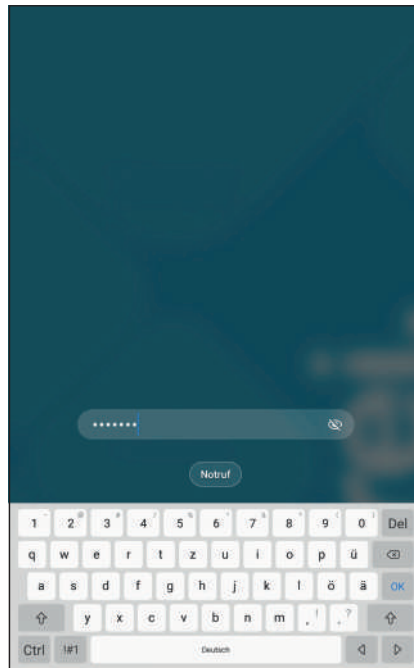 •••••••
Notruf
1 2 @ 3 # 4 / 5 % 6 7 & 8 * 9 ( 0 ) Del
q w e r t z u i o p ü
a s d f g h j k l ö ä OK
y x c v b n m , ! . ?
Ctrl !#1 Deutsch